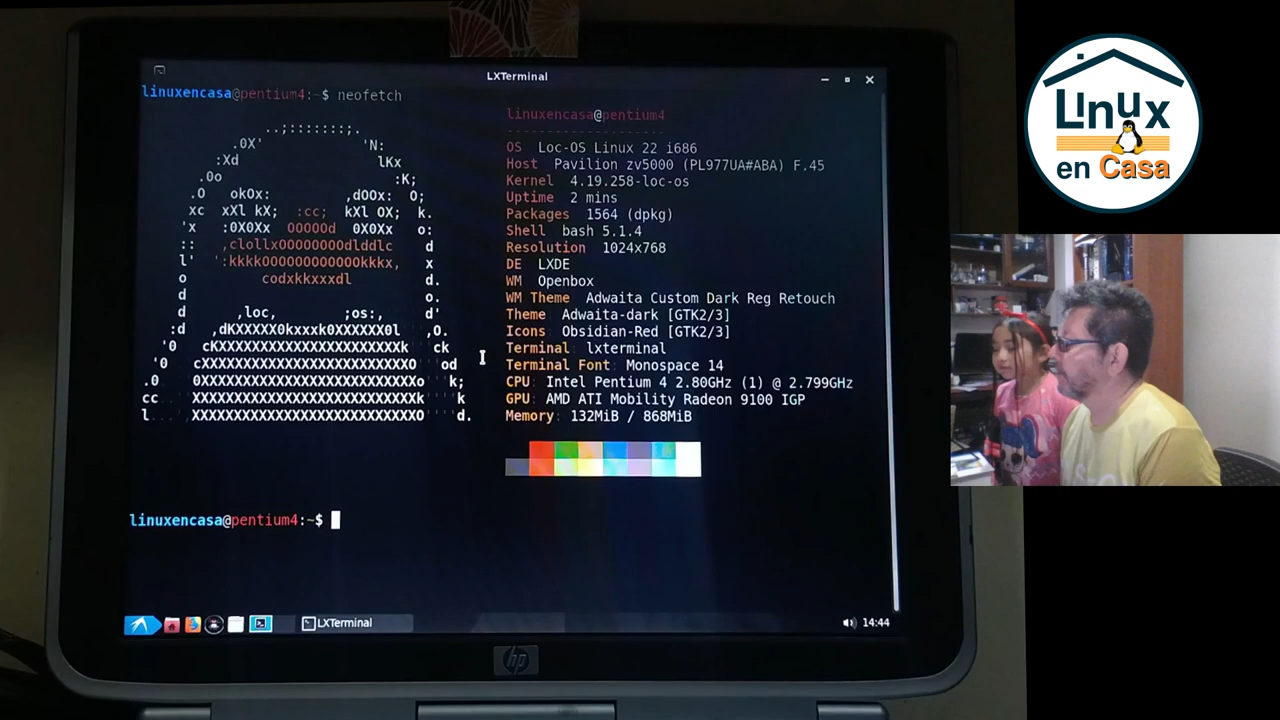 LXTerminal
linuxencasa@pentium4:~$ neofetch
linuxencasa@pentium4
--------------------
OS: Loc-OS Linux 22 i686
Host: Pavilion zv5000 (PL977UA#ABA) F.45
Kernel: 4.19.258-loc-os
Uptime: 2 mins
Packages: 1564 (dpkg)
Shell: bash 5.1.4
Resolution: 1024x768
DE: LXDE
WM: Openbox
WM Theme: Adwaita Custom Dark Reg Retouch
Theme: Adwaita-dark [GTK2/3]
Icons: Obsidian-Red [GTK2/3]
Terminal: lxterminal
Terminal Font: Monospace 14
CPU: Intel Pentium 4 2.80GHz (1) @ 2.799GHz
GPU: AMD ATI Mobility Radeon 9100 IGP
Memory: 132MiB / 868MiB
linuxencasa@pentium4:~$
LXTerminal
14:44
hp
Linux
en Casa